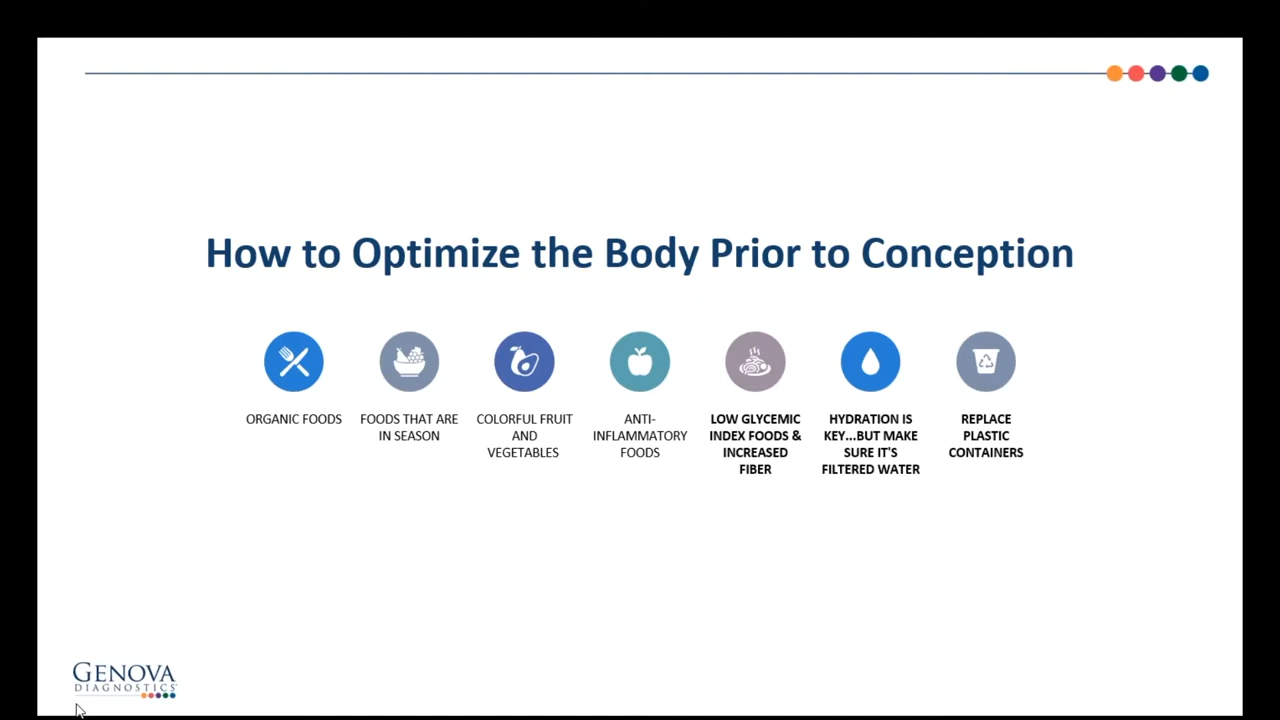 How to Optimize the Body Prior to Conception
ORGANIC FOODS
FOODS THAT ARE
IN SEASON
COLORFUL FRUIT
AND
VEGETABLES
ANTI-
INFLAMMATORY
FOODS
LOW GLYCEMIC
INDEX FOODS &
INCREASED
FIBER
HYDRATION IS
KEY...BUT MAKE
SURE IT'S
FILTERED WATER
REPLACE
PLASTIC
CONTAINERS
GENOVA
DIAGNOSTICS